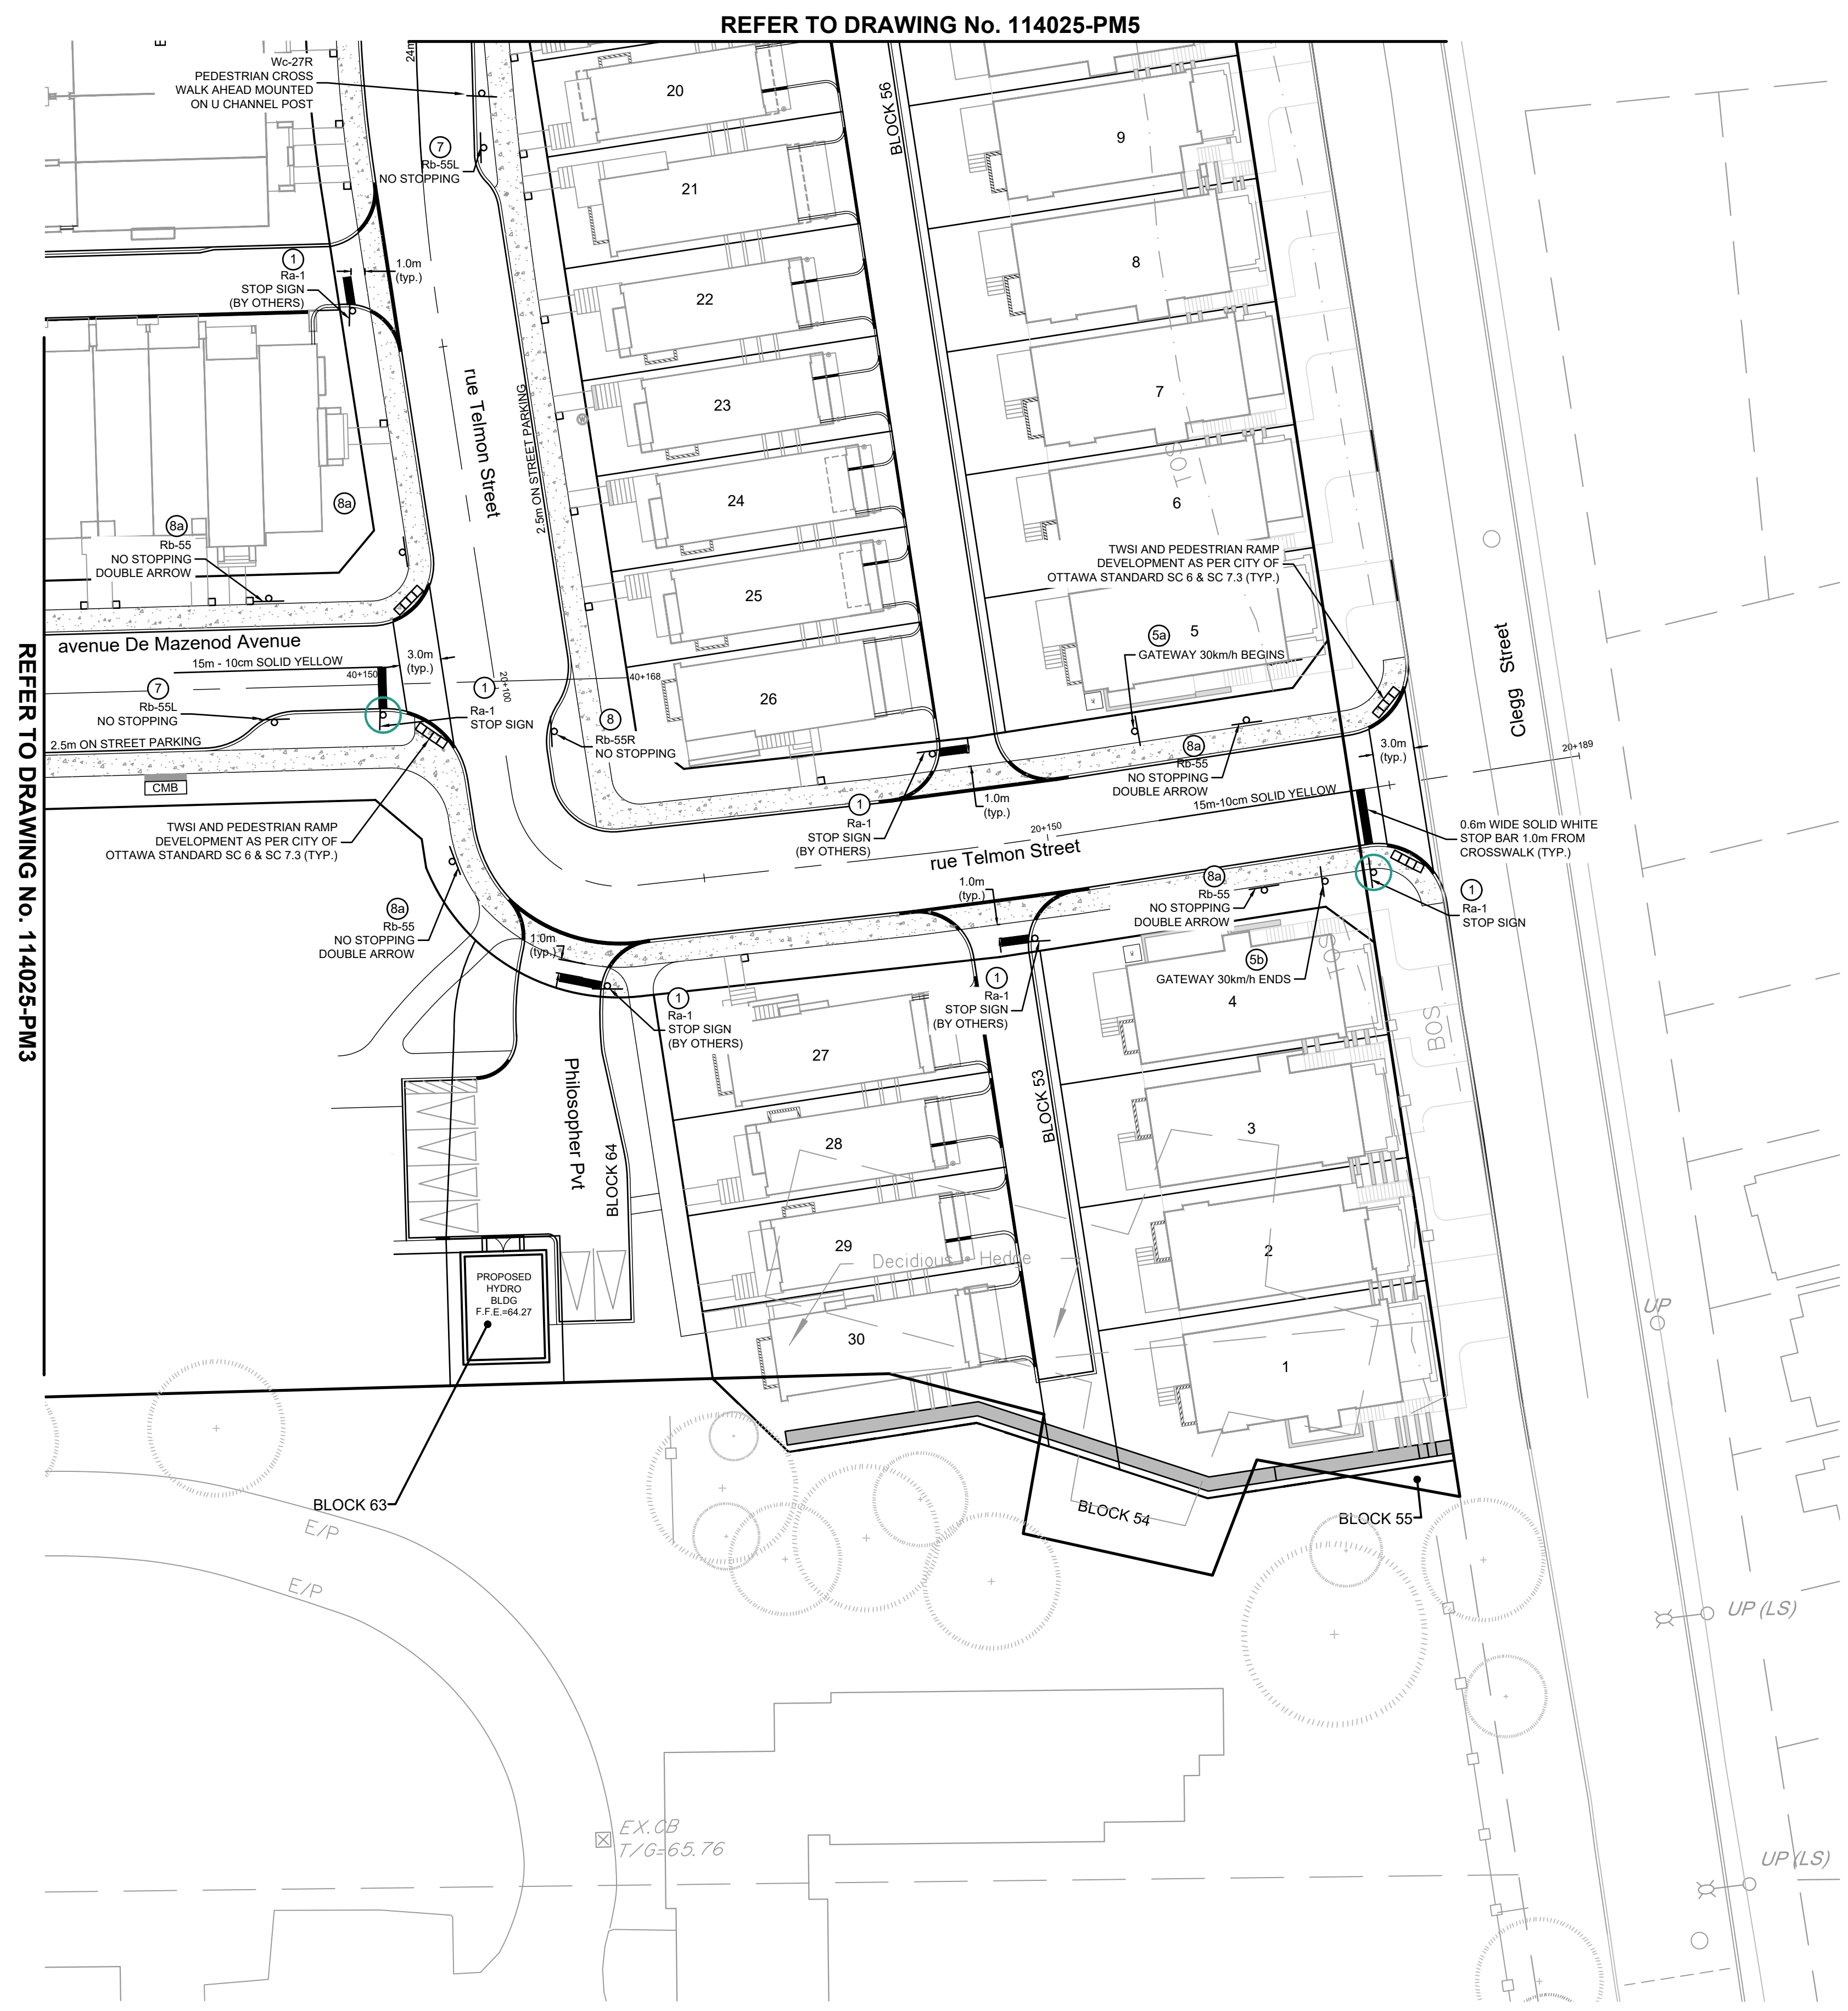 REFER TO DRAWING No. 114025-PM5
E
Wc-27R
PEDESTRIAN CROSS
WALK AHEAD MOUNTED
ON U CHANNEL POST
24m
7
Rb-55L
NO STOPPING
20
21
22
23
24
25
26
BLOCK 56
9
8
7
6
5
1
Ra-1
STOP SIGN
(BY OTHERS)
1.0m
(typ.)
rue Telmon Street
2.5m ON STREET PARKING
8a
8a
Rb-55
NO STOPPING
DOUBLE ARROW
TOS
TWSI AND PEDESTRIAN RAMP
DEVELOPMENT AS PER CITY OF
OTTAWA STANDARD SC 6 & SC 7.3 (TYP.)
5a
GATEWAY 30km/h BEGINS
Clegg Street
REFER TO DRAWING No. 114025-PM3
avenue De Mazenod Avenue
15m - 10cm SOLID YELLOW
3.0m
(typ.)
40+150
20+100
40+168
7
Rb-55L
NO STOPPING
1
Ra-1
STOP SIGN
8
Rb-55R
NO STOPPING
2.5m ON STREET PARKING
CMB
8a
Rb-55
NO STOPPING
DOUBLE ARROW
3.0m
(typ.)
20+189
15m-10cm SOLID YELLOW
1
Ra-1
STOP SIGN
(BY OTHERS)
1.0m
(typ.)
20+150
rue Telmon Street
0.6m WIDE SOLID WHITE
STOP BAR 1.0m FROM
CROSSWALK (TYP.)
TWSI AND PEDESTRIAN RAMP
DEVELOPMENT AS PER CITY OF
OTTAWA STANDARD SC 6 & SC 7.3 (TYP.)
1.0m
(typ.)
8a
Rb-55
NO STOPPING
DOUBLE ARROW
1
Ra-1
STOP SIGN
8a
Rb-55
NO STOPPING
DOUBLE ARROW
1.0m
(typ.)
TOS
5b
GATEWAY 30km/h ENDS
1
Ra-1
STOP SIGN
(BY OTHERS)
1
Ra-1
STOP SIGN
(BY OTHERS)
BOS
4
3
2
1
27
28
29
30
Philosopher Pvt
BLOCK 64
BLOCK 53
Decidious Hedge
PROPOSED
HYDRO
BLDG
F.F.E.=64.27
UP
BLOCK 63
BLOCK 54
BLOCK 55
E/P
E/P
UP (LS)
EX.CB
T/G=65.76
UP (LS)